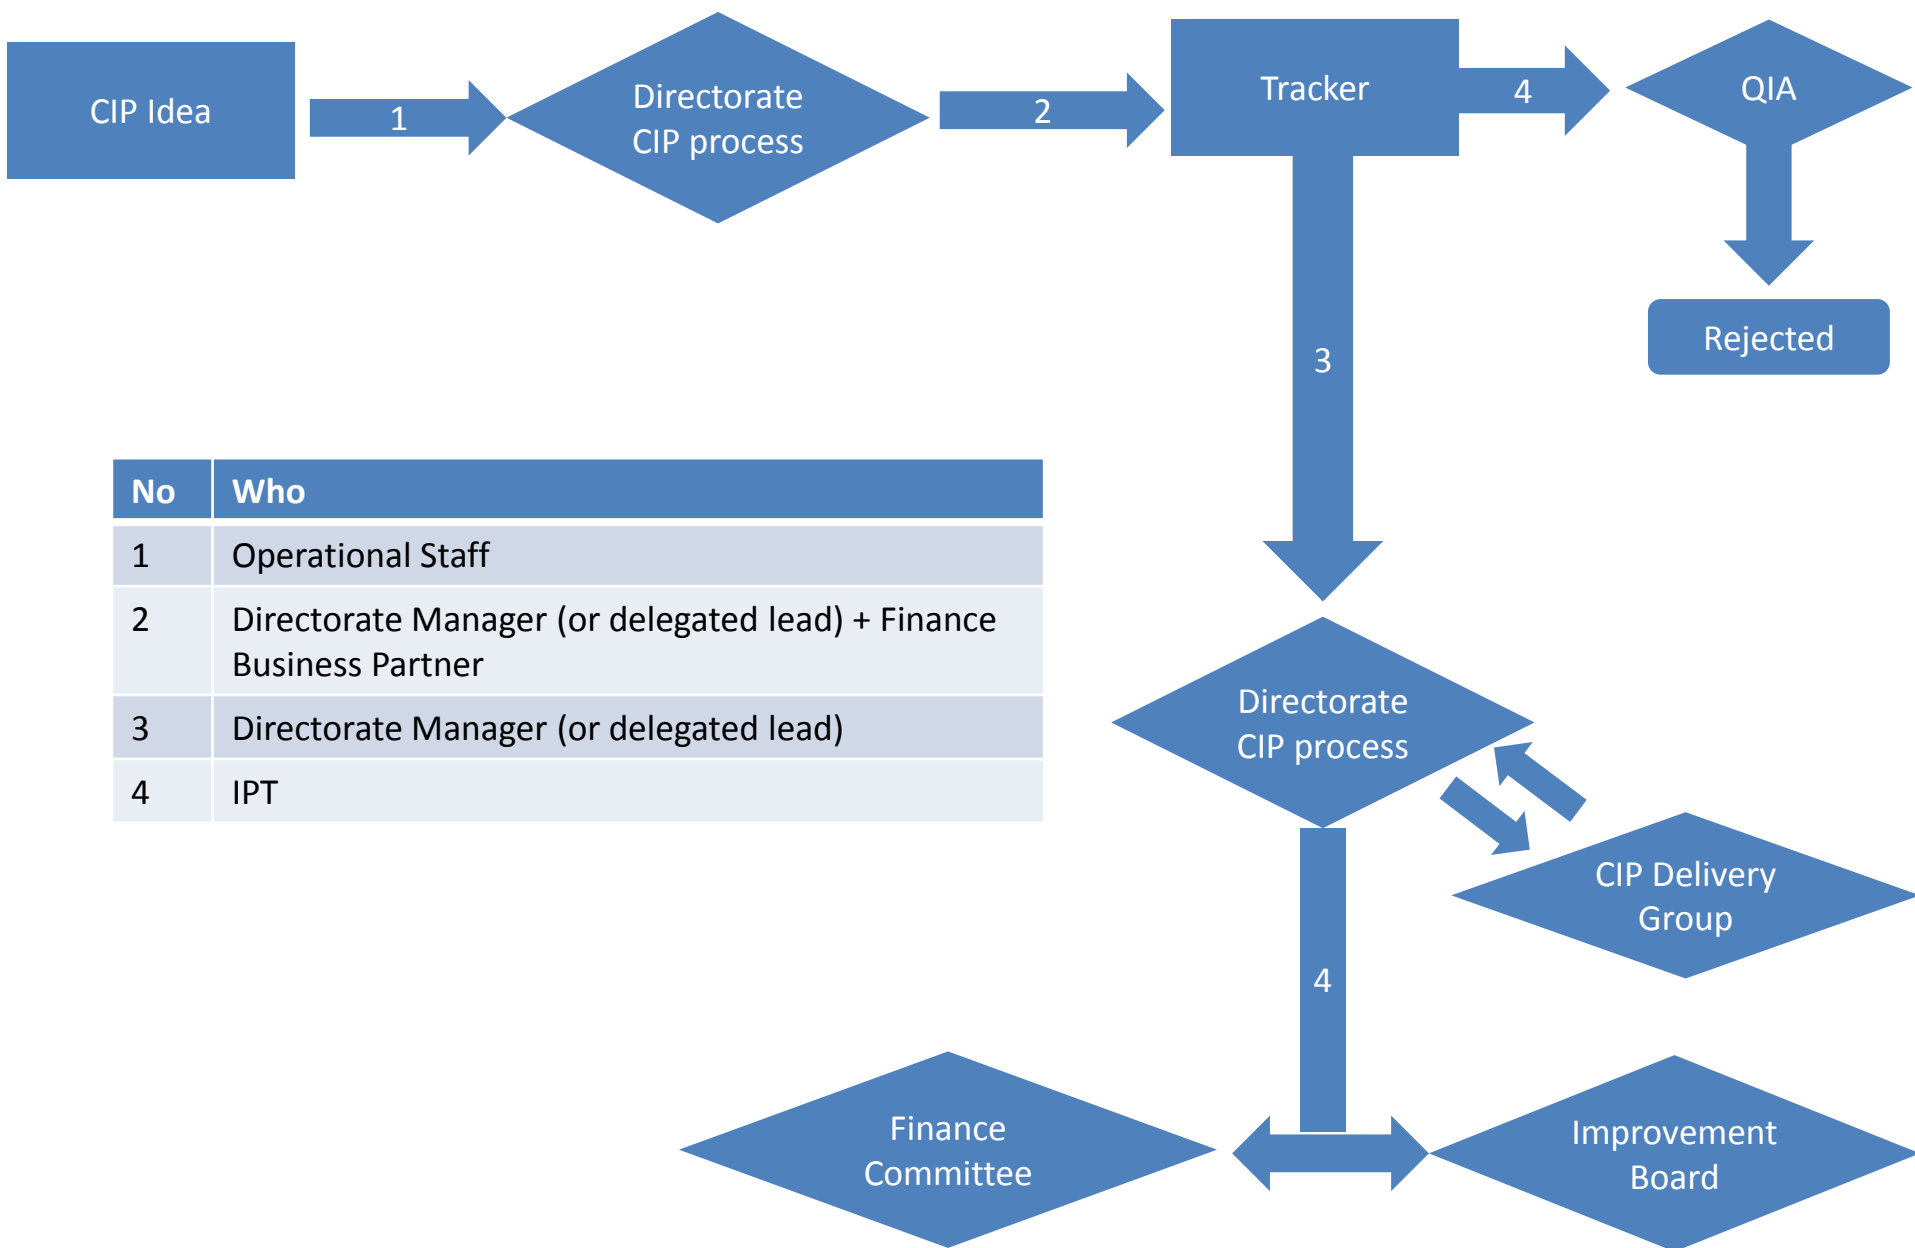 CIP Idea
1
Directorate
CIP process
2
Tracker
4
QIA
Rejected
3
No Who
1 Operational Staff
2 Directorate Manager (or delegated lead) + Finance
Business Partner
3 Directorate Manager (or delegated lead)
4 IPT
Directorate
CIP process
CIP Delivery
Group
4
Finance
Committee
Improvement
Board